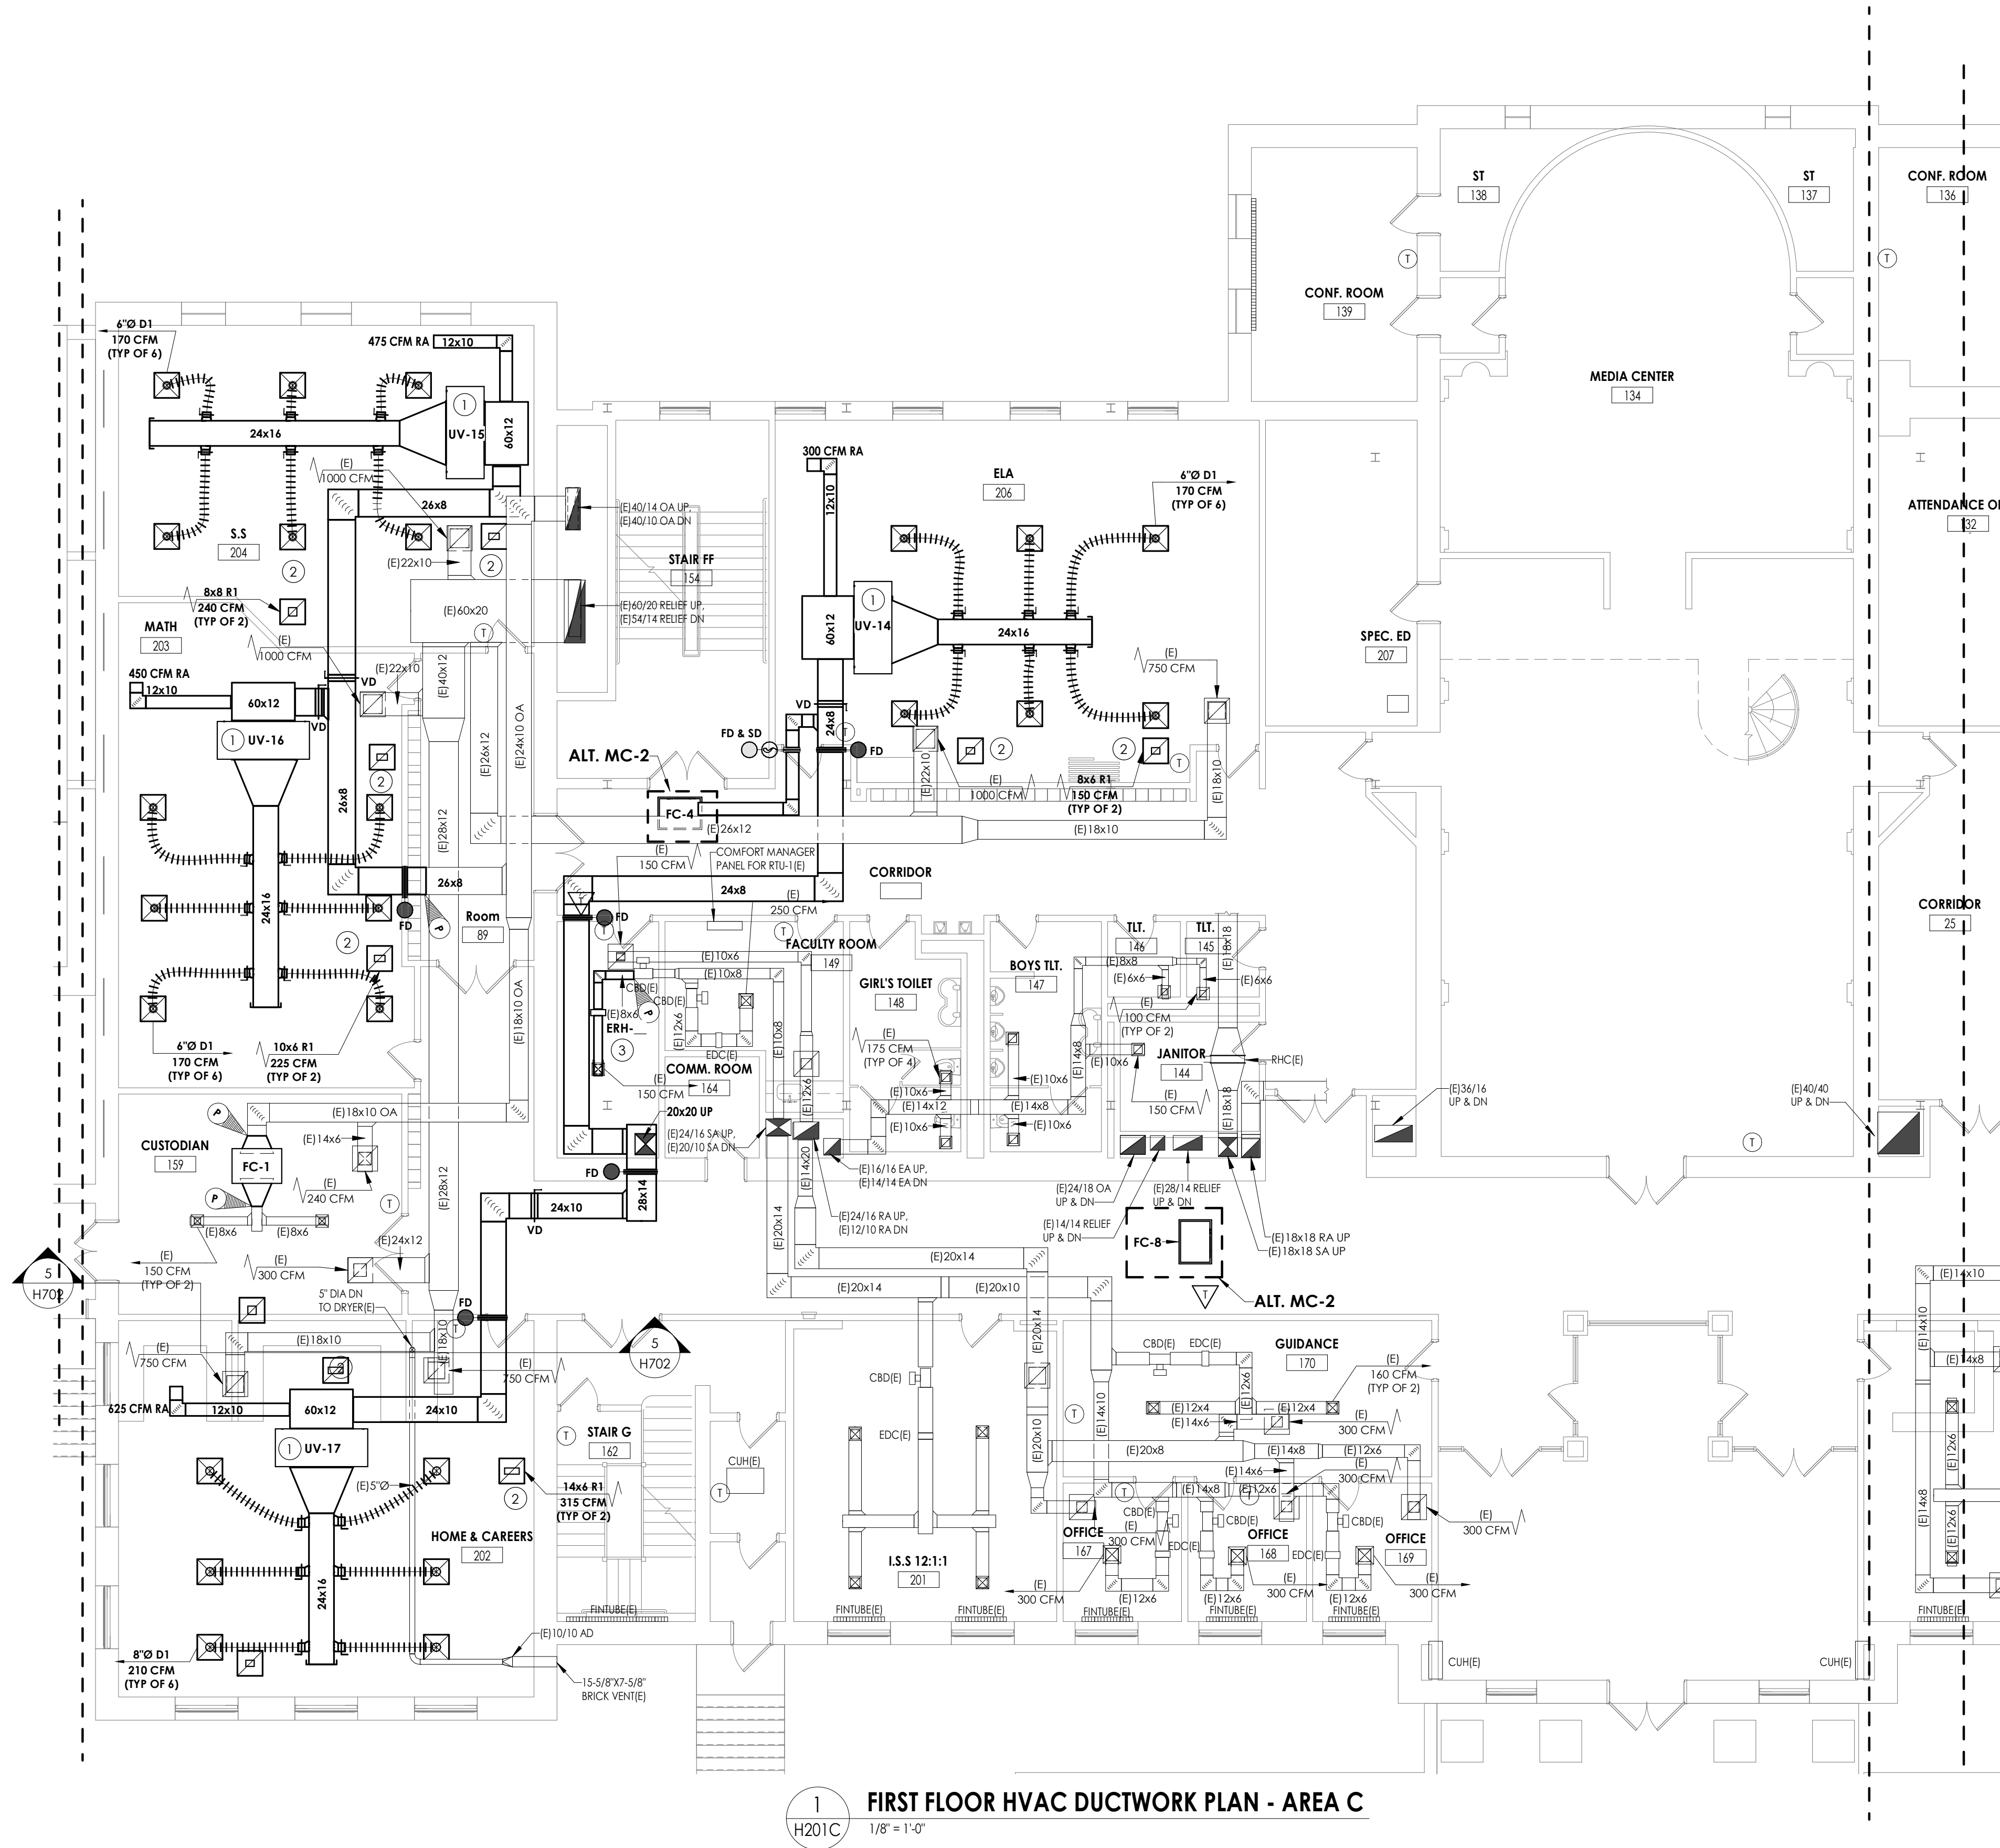 ST
138
ST
137
CONF. ROOM
136
T
T
CONF. ROOM
139
6"Ø D1
170 CFM
(TYP OF 6)
475 CFM RA
12x10
1
UV-15
60x12
24x16
MEDIA CENTER
134
(E)
1000 CFM
300 CFM RA
12x10
ELA
206
6"Ø D1
170 CFM
(TYP OF 6)
26x8
(E)40/14 OA UP,
(E)40/10 OA DN
S.S
204
2
(E)22x10
2
STAIR FF
154
ATTENDANCE OF
132
8x8 R1
240 CFM
(TYP OF 2)
(E)60x20
(E)60/20 RELIEF UP,
(E)54/14 RELIEF DN
1
UV-14
60x12
24x16
MATH
203
(E)
1000 CFM
T
SPEC. ED
207
(E)
750 CFM
450 CFM RA
12x10
60x12
VD
(E)22x10
(E)40x12
VD
VD
24x8
T
1
UV-16
(E)26x12
(E)24x10 OA
FD & SD
FD
2
2
T
ALT. MC-2
2
26x8
(E)28x12
(E)22x10
(E)
1000 CFM
8x6 R1
150 CFM
(TYP OF 2)
(E)18x10
FC-4
(E)26x12
(E)18x10
(E)
150 CFM
COMFORT MANAGER
PANEL FOR RTU-1(E)
CORRIDOR
26x8
24x8
(E)
250 CFM
24x16
FD
P
Room
89
T
FD
T
T
FACULTY ROOM
149
TLT.
146
TLT.
145
(E)18x18
CORRIDOR
25
2
(E)10x6
(E)10x8
BOYS TLT.
147
(E)8x8
(E)6x6
(E)6x6
GIRL'S TOILET
148
CBD(E)
CBD(E)
(E)8x6
P
(E)12x6
(E)
100 CFM
(TYP OF 2)
ERH-__
3
(E)18x10 OA
EDC(E)
(E)10x8
(E)
175 CFM
(TYP OF 4)
(E)14x8
(E)10x6
JANITOR
144
RHC(E)
6"Ø D1
170 CFM
(TYP OF 6)
10x6 R1
225 CFM
(TYP OF 2)
COMM. ROOM
164
(E)
150 CFM
(E)12x6
(E)10x6
(E)10x6
(E)
150 CFM
(E)36/16
UP & DN
(E)40/40
UP & DN
P
(E)18x10 OA
20x20 UP
(E)14x12
(E)14x8
(E)18x18
(E)14x6
(E)24/16 SA UP,
(E)20/10 SA DN
(E)10x6
(E)10x6
CUSTODIAN
159
FC-1
FD
T
(E)14x20
(E)16/16 EA UP,
(E)14/14 EA DN
P
(E)
240 CFM
T
(E)28x12
28x14
(E)24/18 OA
UP & DN
(E)28/14 RELIEF
UP & DN
(E)8x6
(E)8x6
24x10
VD
(E)20x14
(E)24/16 RA UP,
(E)12/10 RA DN
(E)14/14 RELIEF
UP & DN
FC-8
(E)18x18 RA UP
(E)18x18 SA UP
(E)24x12
(E)
150 CFM
(TYP OF 2)
(E)
300 CFM
(E)20x14
5
H702
5" DIA DN
TO DRYER(E)
(E)20x14
(E)20x10
T
ALT. MC-2
(E)14x10
FD
T
(E)18x10
(E)18x10
5
H702
(E)20x14
CBD(E)
EDC(E)
GUIDANCE
170
(E)14x10
(E)
750 CFM
(E)
750 CFM
CBD(E)
(E)
160 CFM
(TYP OF 2)
(E)14x8
625 CFM RA
12x10
60x12
24x10
(E)12x6
(E)12x4
(E)12x4
(E)14x6
(E)
300 CFM
1
UV-17
T
STAIR G
162
EDC(E)
(E)20x10
T
(E)14x10
(E)20x8
(E)14x8
(E)12x6
(E)12x6
CUH(E)
(E)5"Ø
T
14x6 R1
315 CFM
(TYP OF 2)
2
(E)14x6
(E)
300 CFM
T
(E)14x8
T
(E)12x6
(E)14x8
HOME & CAREERS
202
CBD(E)
CBD(E)
CBD(E)
(E)
300 CFM
OFFICE
167
(E)
300 CFM
OFFICE
168
OFFICE
169
EDC(E)
EDC(E)
(E)12x6
24x16
I.S.S 12:1:1
201
(E)
300 CFM
(E)
300 CFM
(E)
300 CFM
(E)12x6
(E)12x6
(E)12x6
FINTUBE(E)
FINTUBE(E)
FINTUBE(E)
FINTUBE(E)
FINTUBE(E)
FINTUBE(E)
FINTUBE(E)
(E)10/10 AD
8"Ø D1
210 CFM
(TYP OF 6)
15-5/8"X7-5/8"
BRICK VENT(E)
CUH(E)
CUH(E)
1
H201C
FIRST FLOOR HVAC DUCTWORK PLAN - AREA C
1/8" = 1'-0"